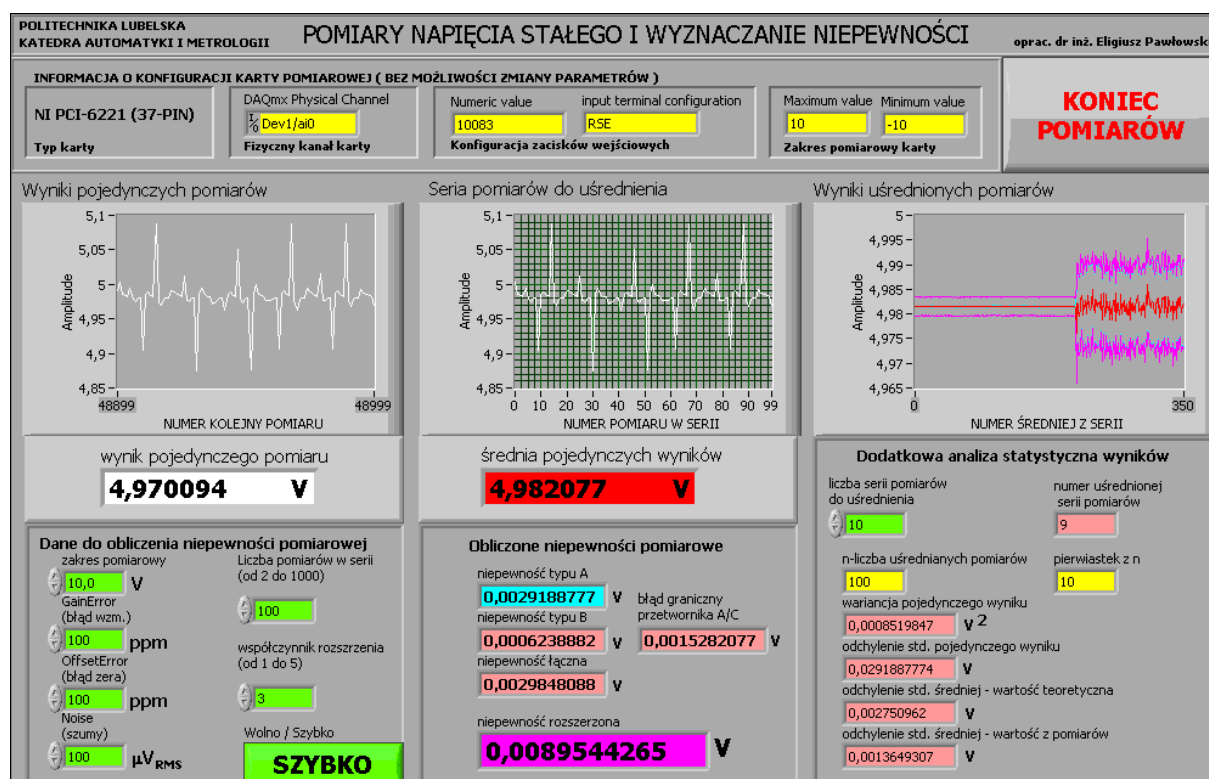 POLITECHNIKA LUBELSKA
KATEDRA AUTOMATYKI I METROLOGII
POMIARY NAPIĘCIA STAŁEGO I WYZNACZANIE NIEPEWNOŚCI
oprac. dr inż. Eligiusz Pawłowsk
INFORMACJA O KONFIGURACJI KARTY POMIAROWEJ ( BEZ MOŻLIWOŚCI ZMIANY PARAMETRÓW )
NI PCI-6221 (37-PIN)
Typ karty
DAQmx Physical Channel
I/O Dev1/ai0
Fizyczny kanał karty
Numeric value
input terminal configuration
10083
RSE
Konfiguracja zacisków wejściowych
Maximum value
Minimum value
10
-10
Zakres pomiarowy karty
KONIEC
POMIARÓW
Wyniki pojedynczych pomiarów
5,1
5,05
5
4,95
4,9
4,85
Amplitude
48899
48999
NUMER KOLEJNY POMIARU
wynik pojedynczego pomiaru
4,970094 V
Seria pomiarów do uśrednienia
5,1
5,05
5
4,95
4,9
4,85
Amplitude
0 10 20 30 40 50 60 70 80 90 99
NUMER POMIARU W SERII
średnia pojedynczych wyników
4,982077 V
Wyniki uśrednionych pomiarów
5
4,995
4,99
4,985
4,98
4,975
4,97
4,965
Amplitude
0
350
NUMER ŚREDNIEJ Z SERII
Dane do obliczenia niepewności pomiarowej
zakres pomiarowy
10,0 V
GainError
(błąd wzm.)
100 ppm
OffsetError
(błąd zera)
100 ppm
Noise
(szumy)
100 µVRMS
Liczba pomiarów w serii
(od 2 do 1000)
100
współczynnik rozszrzenia
(od 1 do 5)
3
Wolno / Szybko
SZYBKO
Obliczone niepewności pomiarowe
niepewność typu A
0,0029188777 V
niepewność typu B
0,0006238882 V
niepewność łączna
0,0029848088 V
błąd graniczny
przetwornika A/C
0,0015282077 V
niepewność rozszerzona
0,0089544265 V
Dodatkowa analiza statystyczna wyników
liczba serii pomiarów
do uśrednienia
10
numer uśrednionej
serii pomiarów
9
n-liczba uśrednianych pomiarów
100
pierwiastek z n
10
wariancja pojedynczego wyniku
0,0008519847 V 2
odchylenie std. pojedynczego wyniku
0,0291887774 V
odchylenie std. średniej - wartość teoretyczna
0,002750962 V
odchylenie std. średniej - wartość z pomiarów
0,0013649307 V